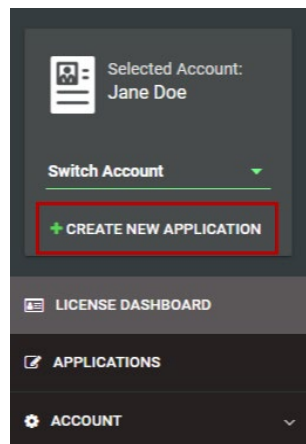 Selected Account:
Jane Doe
Switch Account
+ CREATE NEW APPLICATION
LICENSE DASHBOARD
APPLICATIONS
ACCOUNT